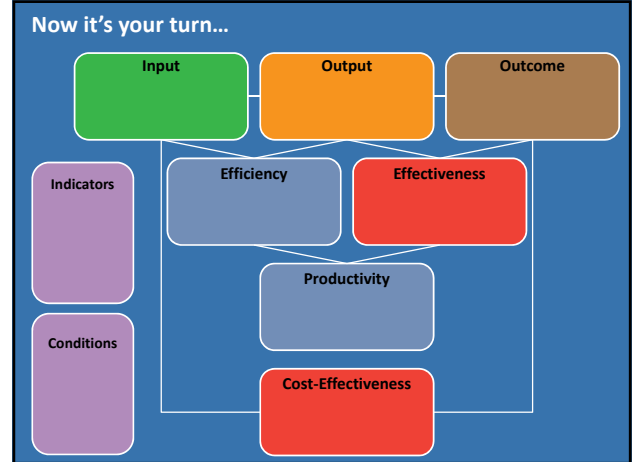 Now it’s your turn…
Input
Output
Outcome
Indicators
Efficiency
Effectiveness
Productivity
Conditions
Cost-Effectiveness